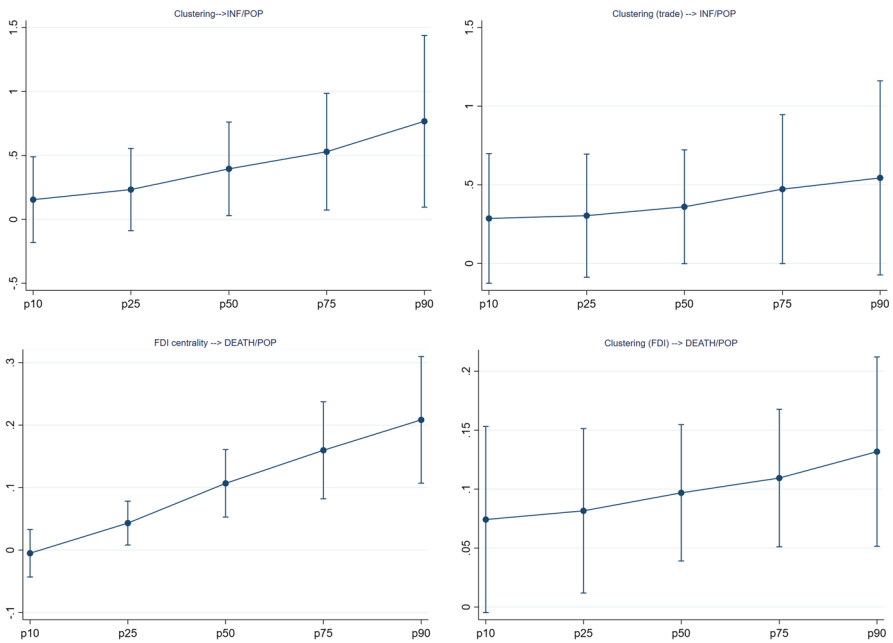 Clustering-->INF/POP
1.5
1
.5
0
-.5
p10 p25 p50 p75 p90
Clustering (trade) --> INF/POP
1.5
1
.5
0
p10 p25 p50 p75 p90
FDI centrality --> DEATH/POP
.3
.2
.1
0
-.1
p10 p25 p50 p75 p90
Clustering (FDI) --> DEATH/POP
.2
.15
.1
.05
0
p10 p25 p50 p75 p90